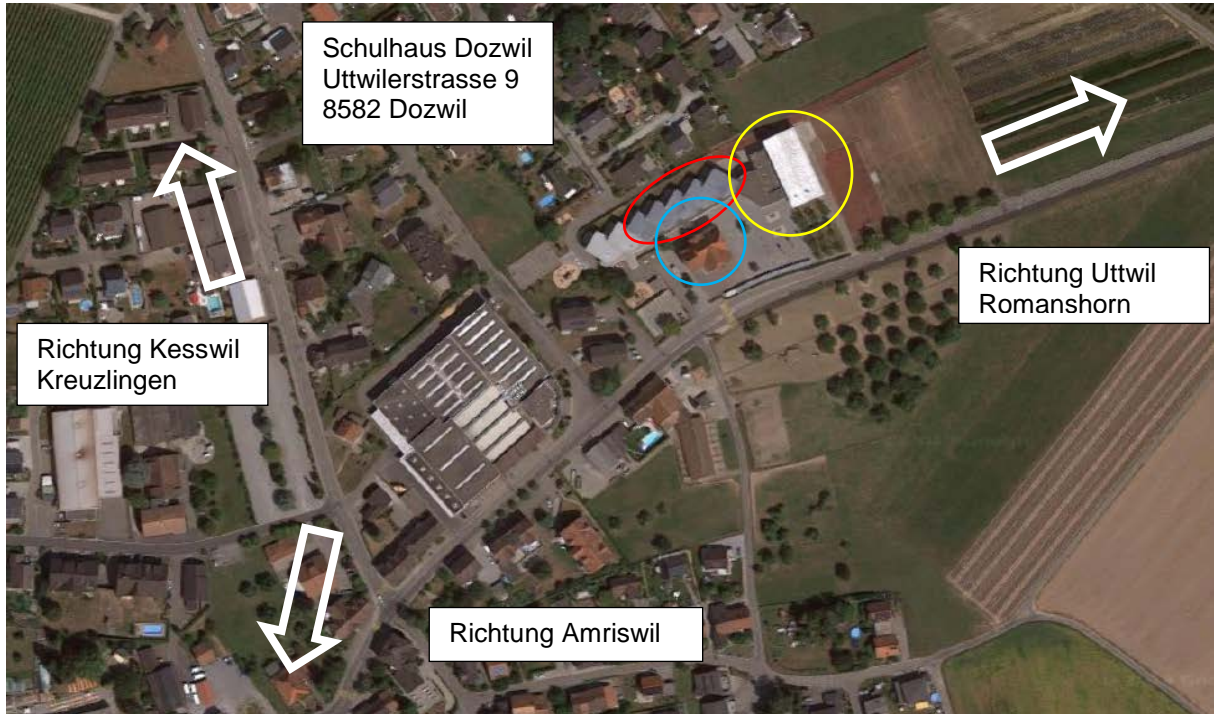 Schulhaus Dozwil
Uttwilerstrasse 9
8582 Dozwil
Richtung Uttwil
Romanshorn
Richtung Kesswil
Kreuzlingen
Richtung Amriswil